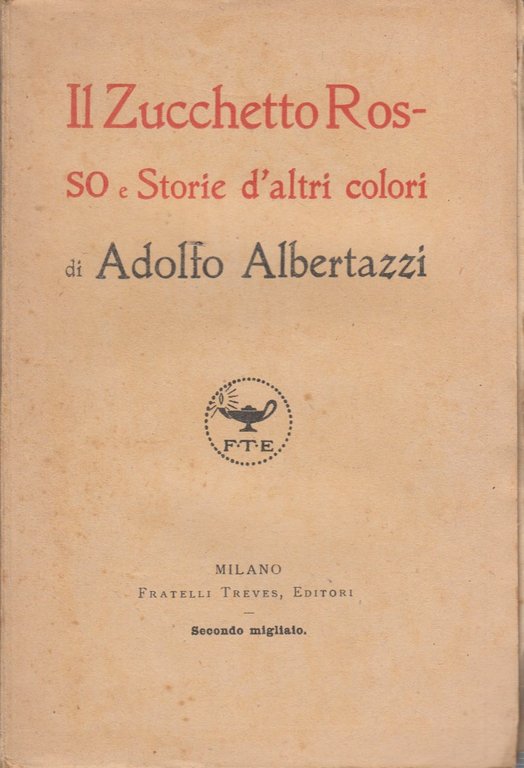 Il Zucchetto Ros-
so e Storie d'altri colori
di Adolfo Albertazzi
F·T·E
MILANO
Fratelli Treves, Editori
—
Secondo migliaio.